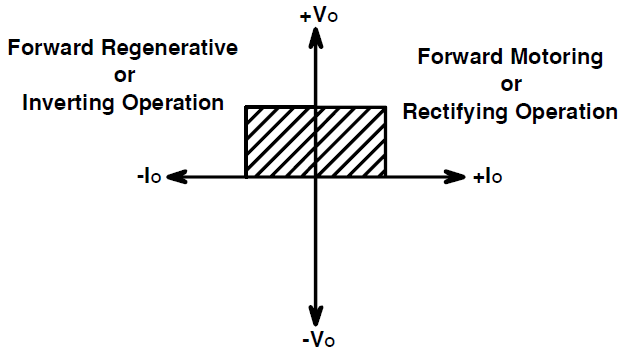 +Vo
Forward Regenerative
or
Inverting Operation
Forward Motoring
or
Rectifying Operation
-Io
+Io
-Vo